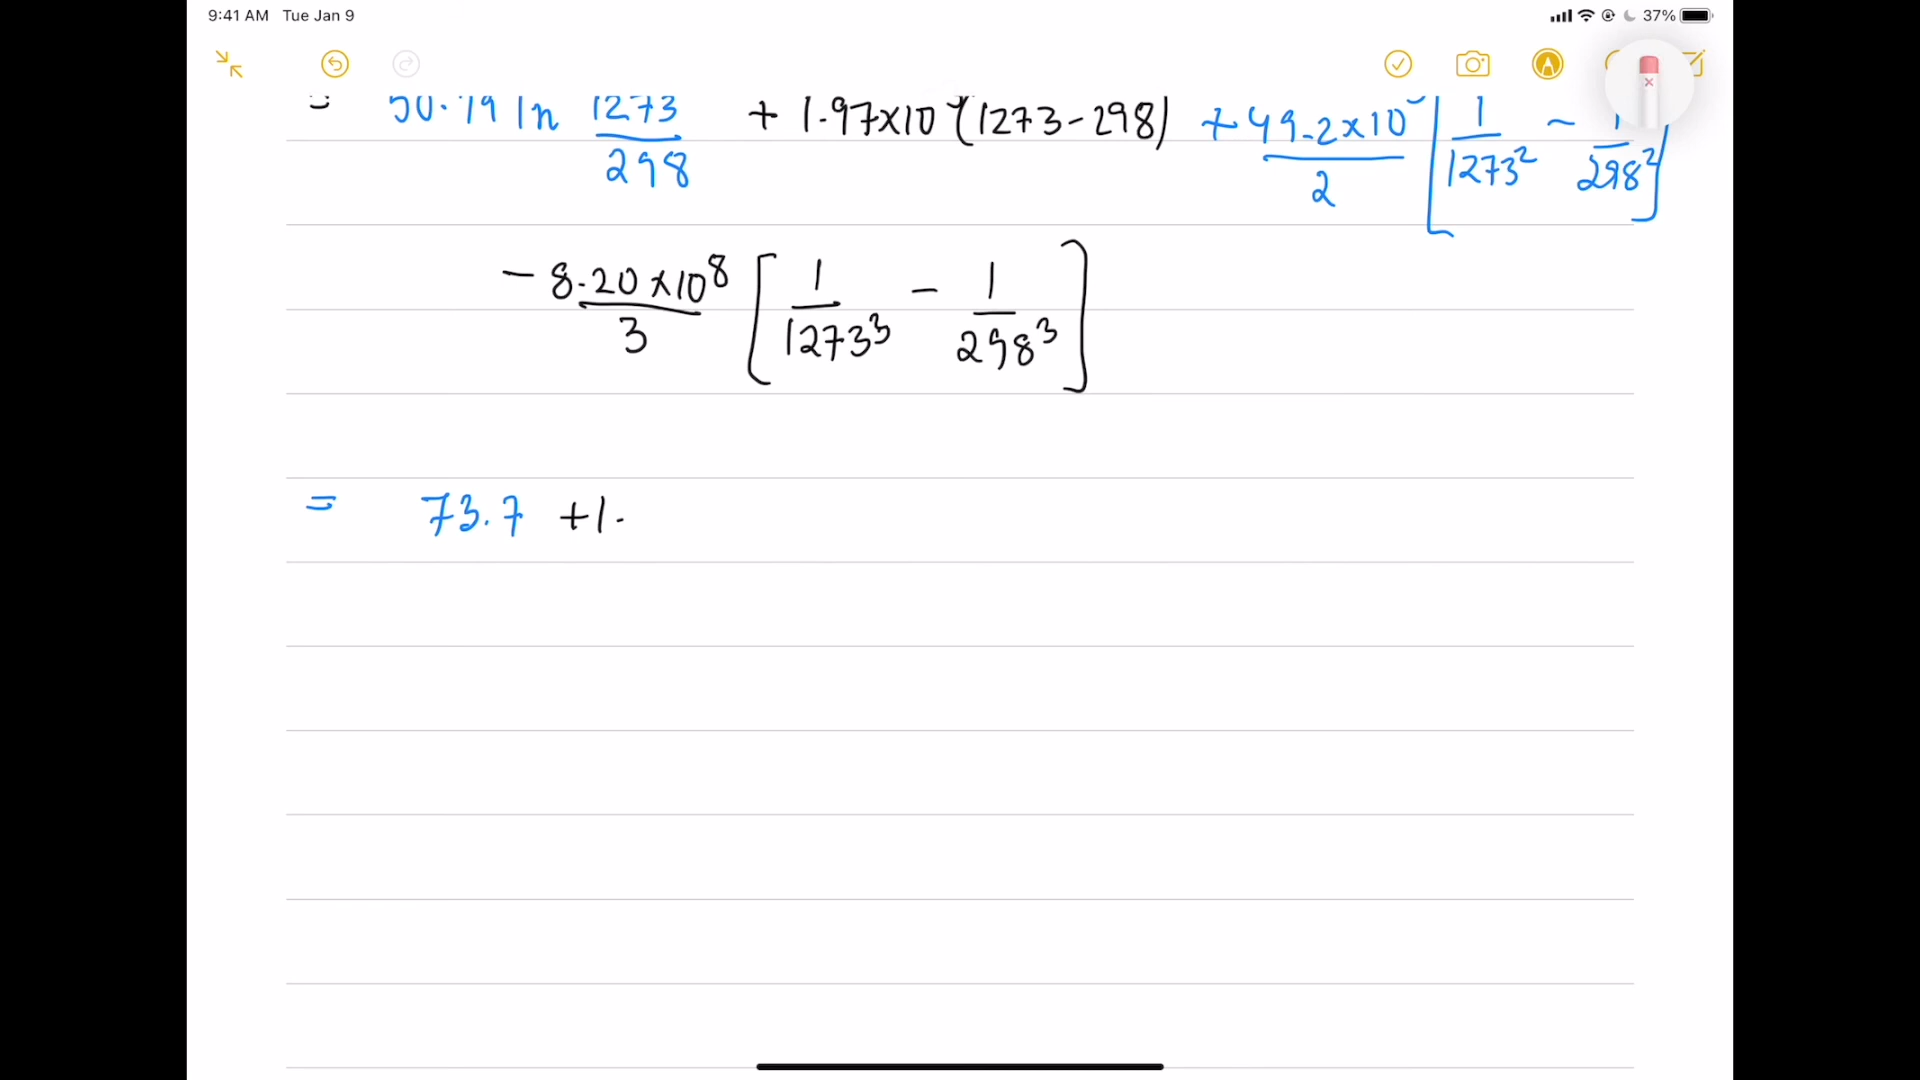 9:41 AM Tue Jan 9 37%
= 50.79 ln 1273/298 + 1.97×10 (1273-298) + 49.2×10/2 [1/1273² - 1/298²]
- 8.20×10⁸/3 [1/1273³ - 1/298³]
= 73.7 +1.